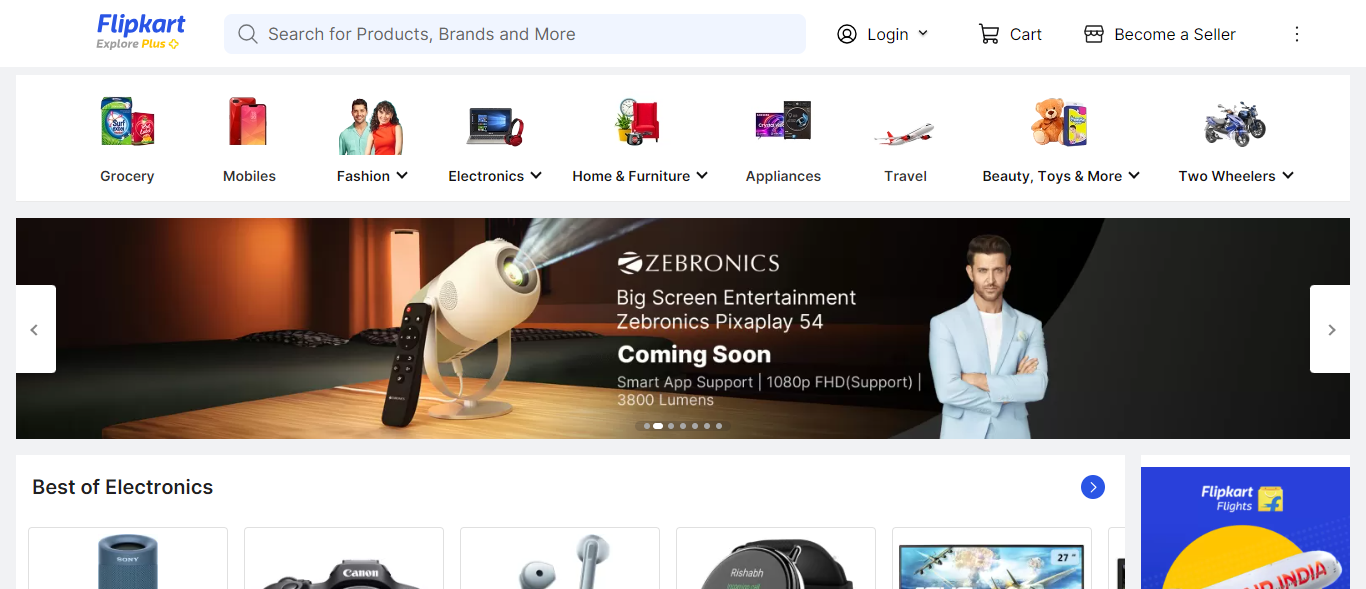 Flipkart
Explore Plus
Search for Products, Brands and More
Login
Cart
Become a Seller
Surf excel
Grocery
Mobiles
Fashion
Electronics
Home & Furniture
Appliances
Travel
Beauty, Toys & More
Two Wheelers
ZEBRONICS
Big Screen Entertainment
Zebronics Pixaplay 54
Coming Soon
Smart App Support | 1080p FHD(Support) |
3800 Lumens
Best of Electronics
SONY
Canon
Rishabh
27
Flipkart
Flights
INDIA